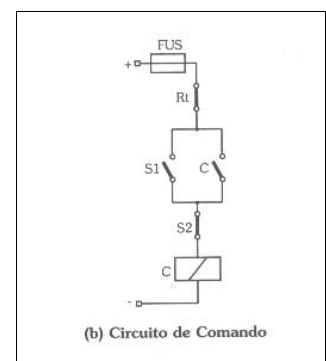 FUS
+
Rt
S1 C
S2
C
-
(b) Circuito de Comando